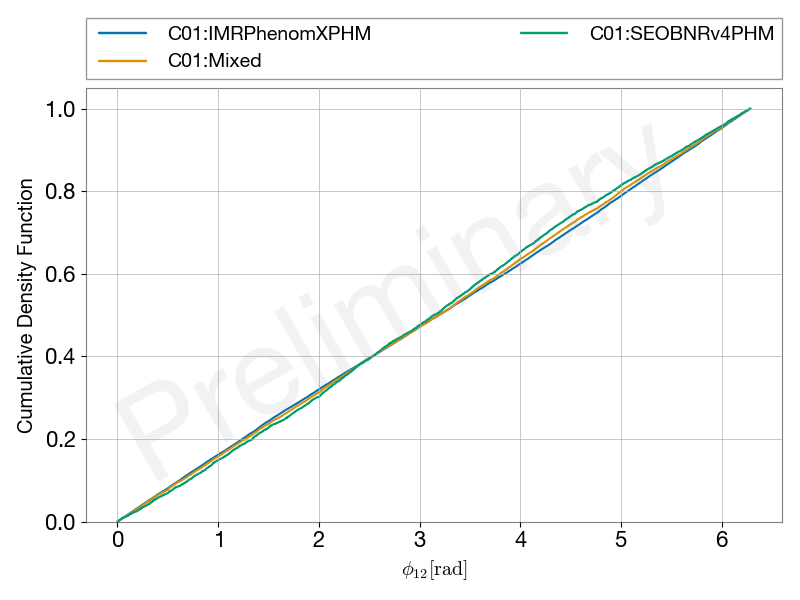 C01:IMRPhenomXPHM
C01:Mixed
C01:SEOBNRv4PHM
1.0
0.8
0.6
0.4
0.2
0.0
Cumulative Density Function
Preliminary
0 1 2 3 4 5 6
ϕ₁₂[rad]